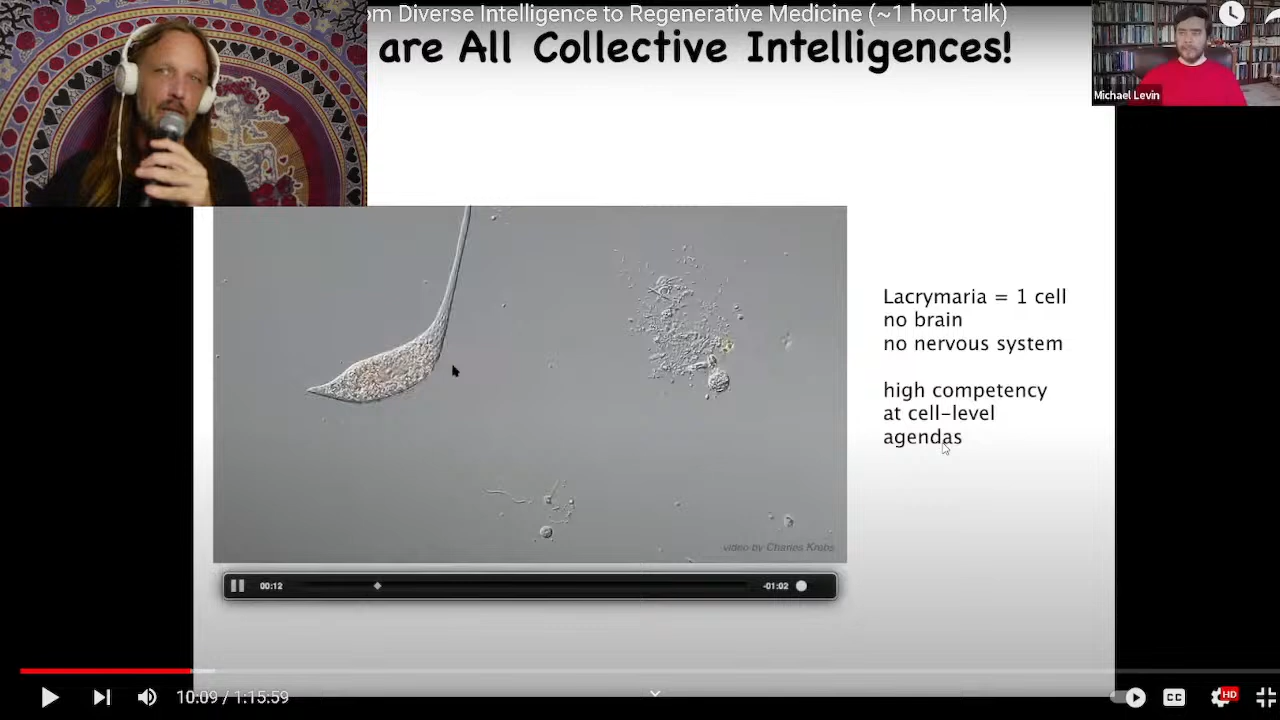 om Diverse Intelligence to Regenerative Medicine (~1 hour talk)
are All Collective Intelligences!
Michael Levin
Lacrymaria = 1 cell
no brain
no nervous system
high competency
at cell-level
agendas
video by Charles Krebs
00:12
-01:02
10:09 / 1:15:59
CC
HD